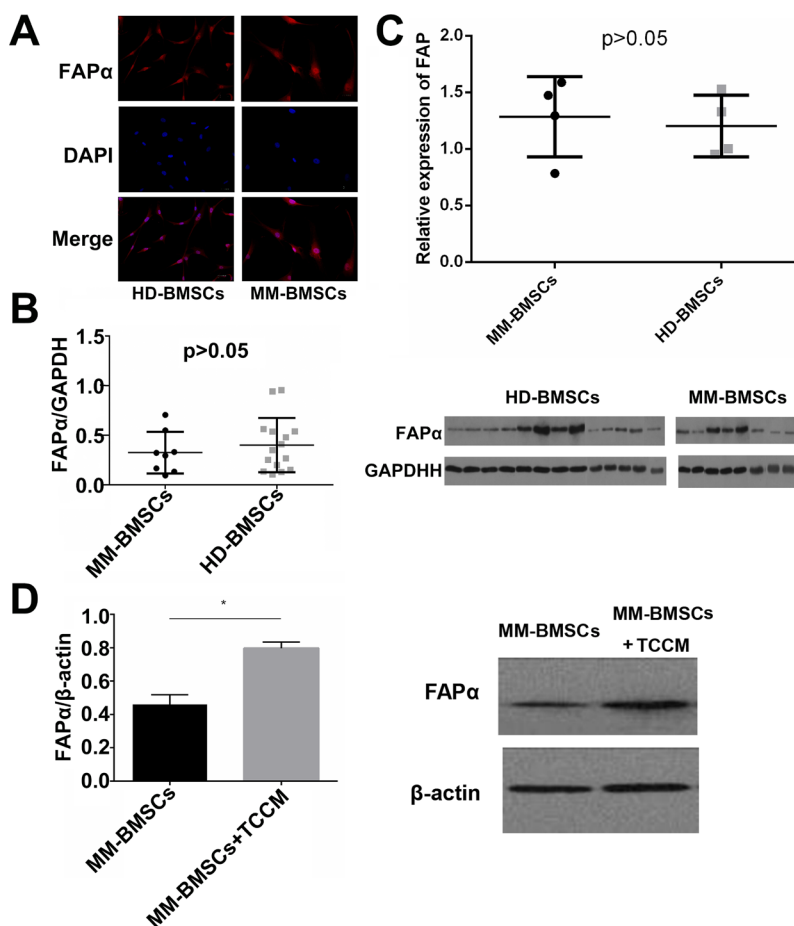 A
FAPα
DAPI
Merge
HD-BMSCs
MM-BMSCs
B
FAPα/GAPDH
1.5
1.0
0.5
0.0
p>0.05
MM-BMSCs
HD-BMSCs
C
Relative expression of FAP
2.0
1.5
1.0
0.5
0.0
p>0.05
MM-BMSCs
HD-BMSCs
HD-BMSCs
MM-BMSCs
FAPα
GAPDHH
D
FAPα/β-actin
1.0
0.8
0.6
0.4
0.2
0.0
*
MM-BMSCs
MM-BMSCs+TCCM
MM-BMSCs
MM-BMSCs
+ TCCM
FAPα
β-actin